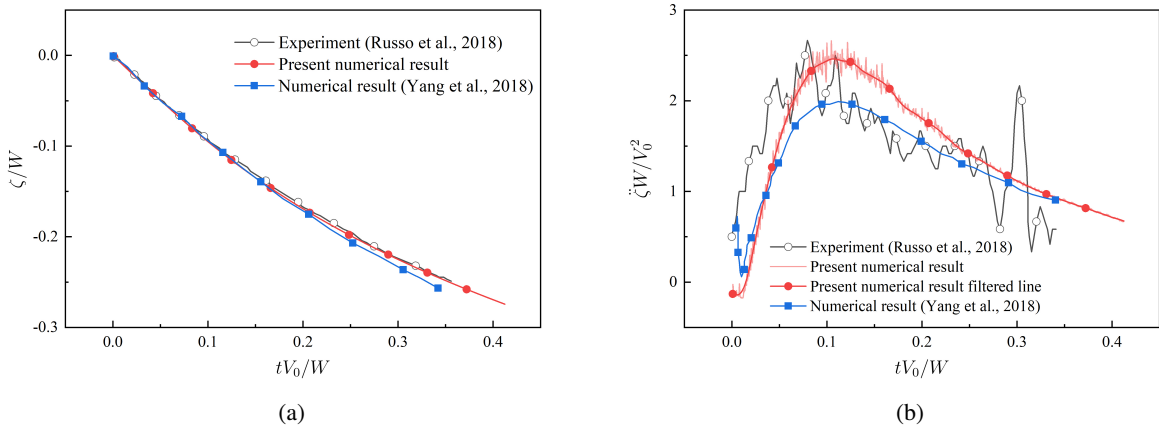 0.0
-0.1
-0.2
-0.3
ζ/W
0.0 0.1 0.2 0.3 0.4
tV₀/W
Experiment (Russo et al., 2018)
Present numerical result
Numerical result (Yang et al., 2018)
(a)
3
2
1
0
ζ̈W/V₀²
0.0 0.1 0.2 0.3 0.4
tV₀/W
Experiment (Russo et al., 2018)
Present numerical result
Present numerical result filtered line
Numerical result (Yang et al., 2018)
(b)